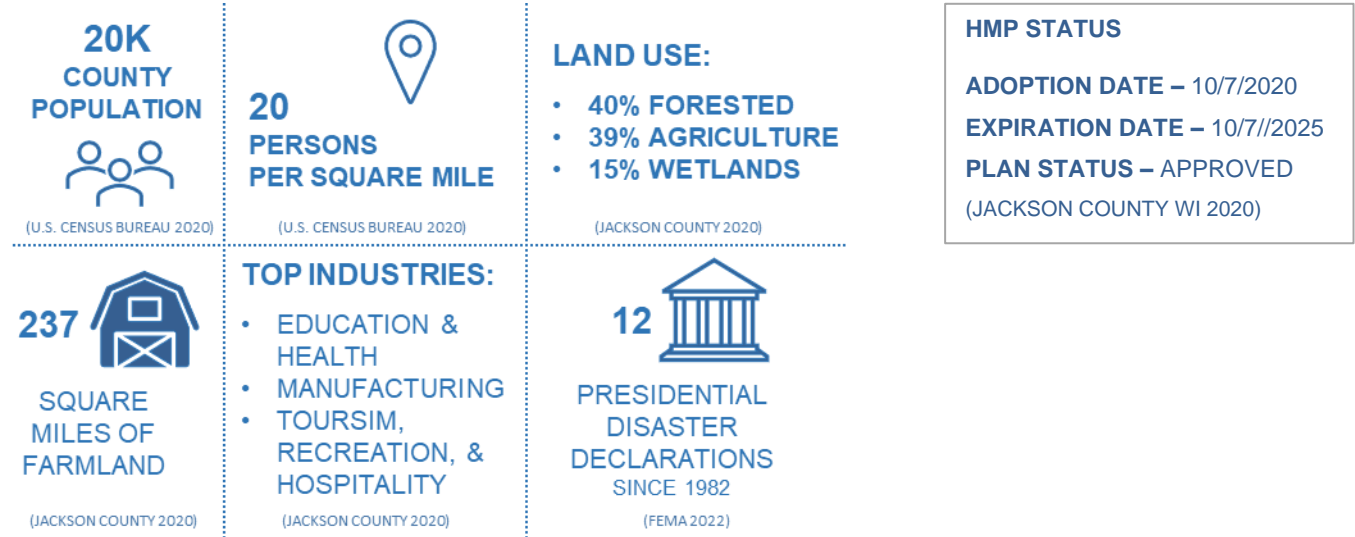 20K
COUNTY
POPULATION
(U.S. CENSUS BUREAU 2020)
20
PERSONS
PER SQUARE MILE
(U.S. CENSUS BUREAU 2020)
LAND USE:
• 40% FORESTED
• 39% AGRICULTURE
• 15% WETLANDS
(JACKSON COUNTY 2020)
237
SQUARE
MILES OF
FARMLAND
(JACKSON COUNTY 2020)
TOP INDUSTRIES:
• EDUCATION &
HEALTH
• MANUFACTURING
• TOURSIM,
RECREATION, &
HOSPITALITY
(JACKSON COUNTY 2020)
12
PRESIDENTIAL
DISASTER
DECLARATIONS
SINCE 1982
(FEMA 2022)
HMP STATUS
ADOPTION DATE – 10/7/2020
EXPIRATION DATE – 10/7//2025
PLAN STATUS – APPROVED
(JACKSON COUNTY WI 2020)